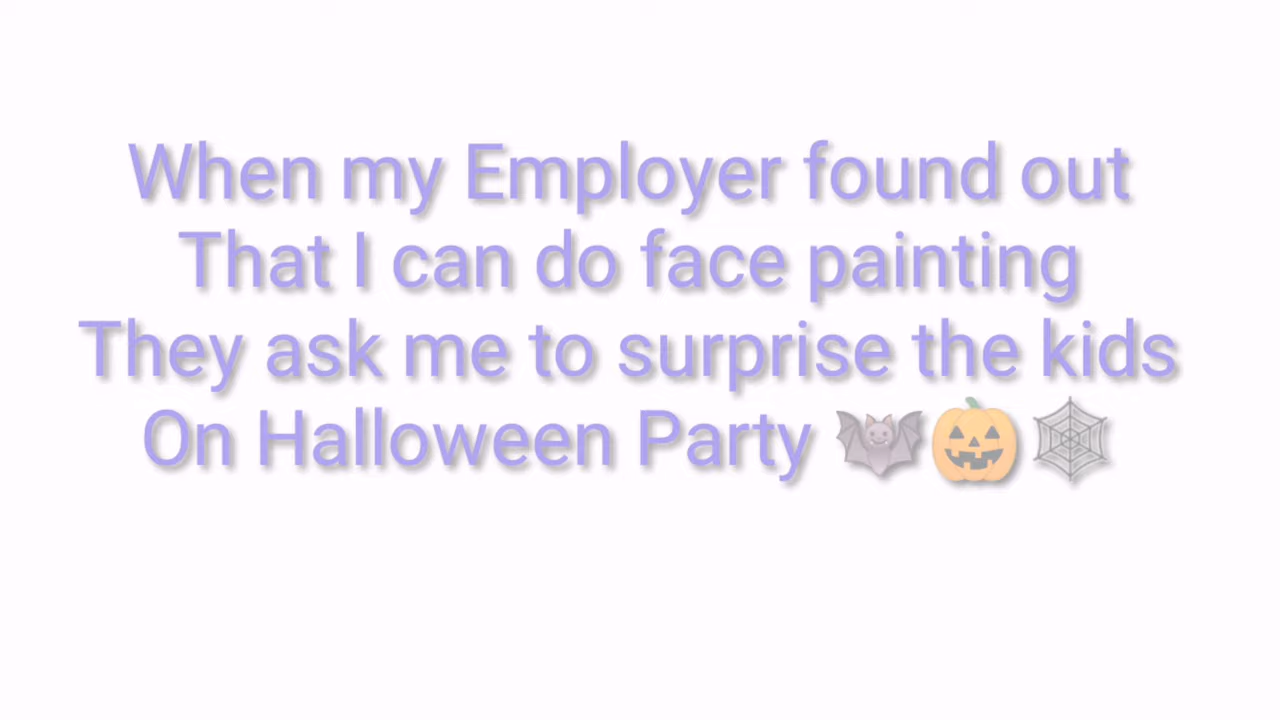 When my Employer found out
That I can do face painting
They ask me to surprise the kids
On Halloween Party 🦇🎃🕸️